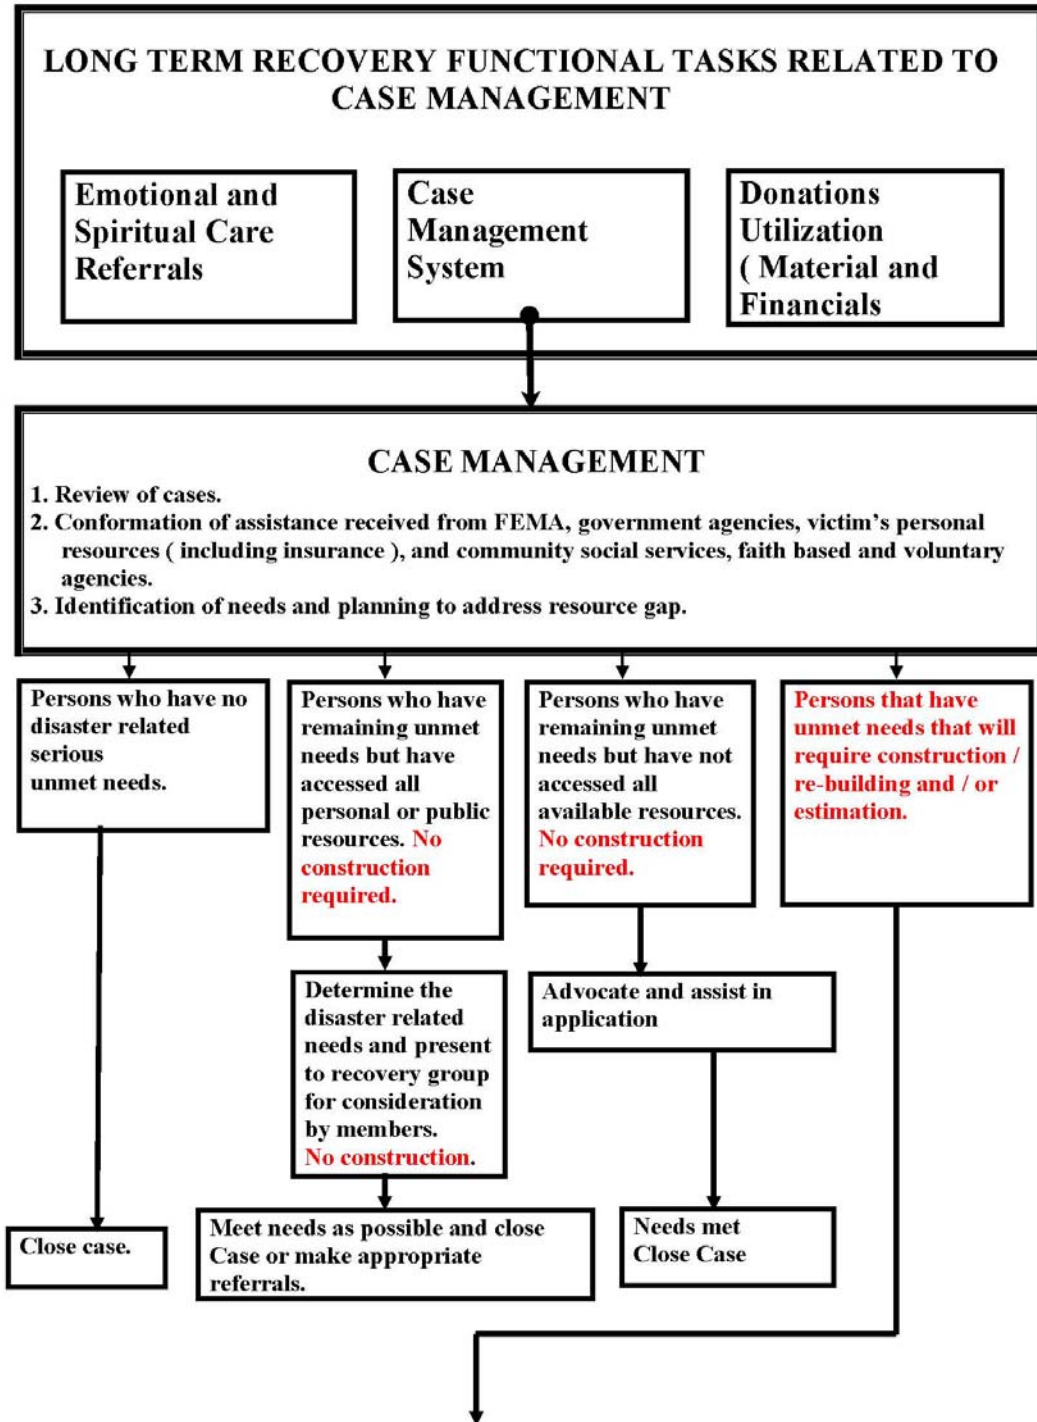 LONG TERM RECOVERY FUNCTIONAL TASKS RELATED TO
CASE MANAGEMENT
Emotional and
Spiritual Care
Referrals
Case
Management
System
Donations
Utilization
( Material and
Financials
CASE MANAGEMENT
1. Review of cases.
2. Conformation of assistance received from FEMA, government agencies, victim's personal
resources ( including insurance ), and community social services, faith based and voluntary
agencies.
3. Identification of needs and planning to address resource gap.
Persons who have no
disaster related
serious
unmet needs.
Persons who have
remaining unmet
needs but have
accessed all
personal or public
resources. No
construction
required.
Persons who have
remaining unmet
needs but have not
accessed all
available resources.
No construction
required.
Persons that have
unmet needs that will
require construction /
re-building and / or
estimation.
Determine the
disaster related
needs and present
to recovery group
for consideration
by members.
No construction.
Advocate and assist in
application
Close case.
Meet needs as possible and close
Case or make appropriate
referrals.
Needs met
Close Case